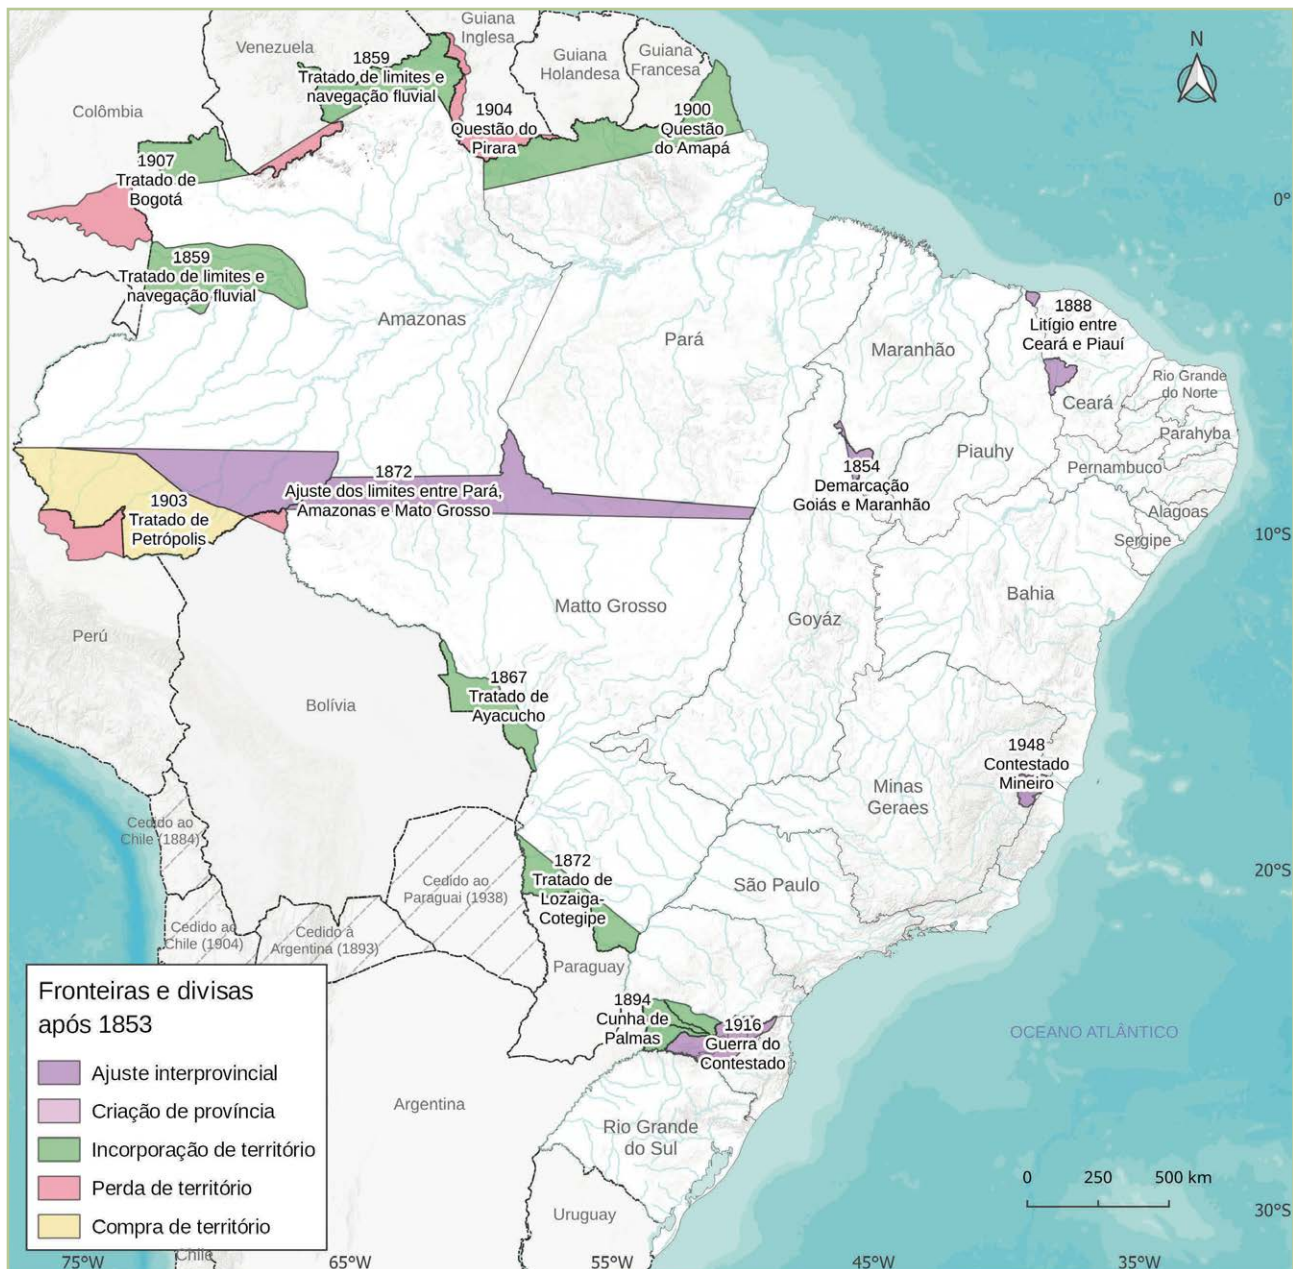 Venezuela
Guiana
Inglesa
Guiana
Holandesa
Guiana
Francesa
N
1859
Tratado de limites e
navegação fluvial
Colômbia
1904
Questão do
Pirara
1900
Questão
do Amapá
1907
Tratado de
Bogotá
0°
1859
Tratado de limites e
navegação fluvial
Amazonas
Pará
Maranhão
1888
Litígio entre
Ceará e Piauí
Rio Grande
do Norte
Ceará
Parahyba
Piauhy
Pernambuco
1854
Demarcação
Goiás e Maranhão
Alagoas
Sergipe
1872
Ajuste dos limites entre Pará,
Amazonas e Mato Grosso
1903
Tratado de
Petrópolis
10°S
Matto Grosso
Goyáz
Bahia
Perú
Bolívia
1867
Tratado de
Ayacucho
1948
Contestado
Mineiro
Minas
Geraes
Cedido ao
Chile (1884)
Cedido ao
Paraguai (1938)
1872
Tratado de
Lozaiga-
Cotegipe
São Paulo
20°S
Cedido ao
Chile (1904)
Cedido à
Argentina (1893)
Paraguay
1894
Cunha de
Palmas
1916
Guerra do
Contestado
OCEANO ATLÂNTICO
Argentina
Rio Grande
do Sul
Uruguay
Chile
0 250 500 km
30°S
Fronteiras e divisas
após 1853
Ajuste interprovincial
Criação de província
Incorporação de território
Perda de território
Compra de território
75°W 65°W 55°W 45°W 35°W